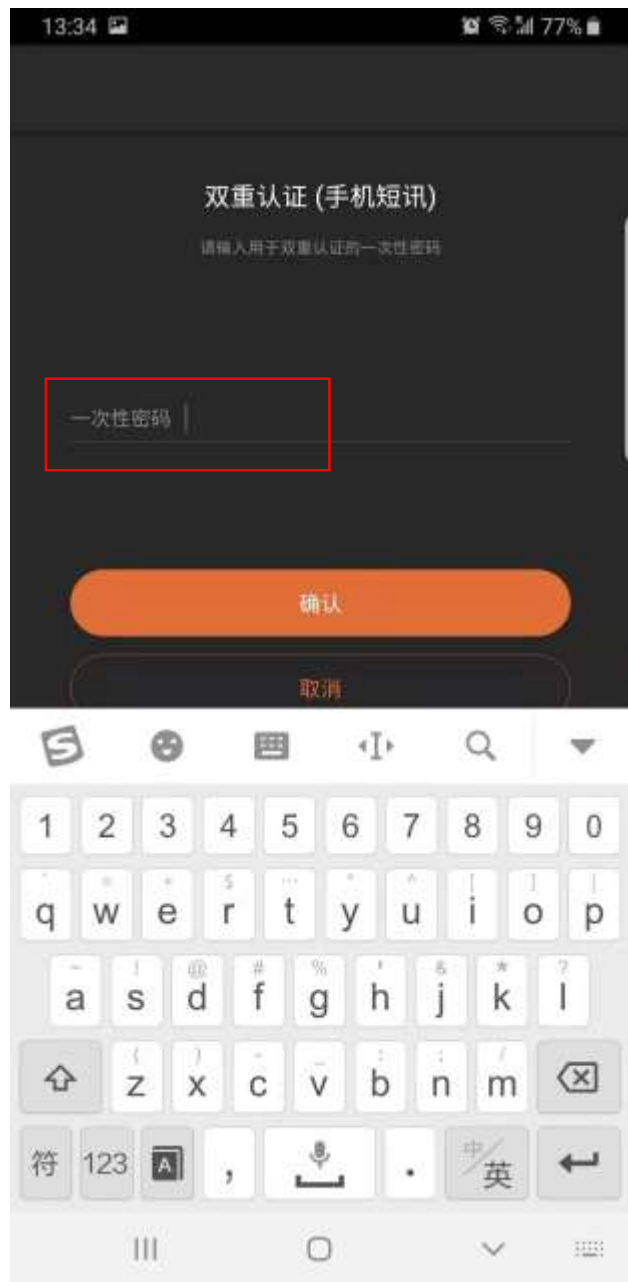 13:34 77%
双重认证 (手机短讯)
请输入用于双重认证的一次性密码
一次性密码
确认
取消
1 2 3 4 5 6 7 8 9 0
q w e r t y u i o p
a s d f g h j k l
z x c v b n m
符 123 A , . 中/英